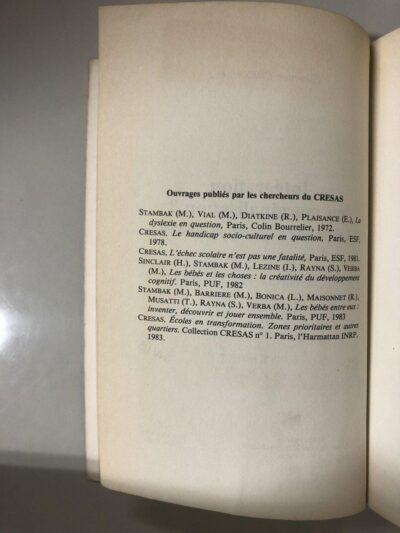 Ouvrages publiés par les chercheurs du CRESAS
STAMBAK (M.), VIAL (M.), DIATKINE (R.), PLAISANCE (E.), La
dyslexie en question, Paris, Colin Bourrelier, 1972.
CRESAS. Le handicap socio-culturel en question, Paris, ESF,
1978.
CRESAS, L'échec scolaire n'est pas une fatalité, Paris, ESF, 1981.
SINCLAIR (H.), STAMBAK (M.), LEZINE (I.), RAYNA (S.), VERBA
(M.), Les bébés et les choses : la créativité du développement
cognitif. Paris, PUF, 1982
STAMBAK (M.), BARRIERE (M.), BONICA (L.), MAISONNET (R.),
MUSATTI (T.), RAYNA (S.), VERBA (M.), Les bébés entre eux :
inventer, découvrir et jouer ensemble. Paris, PUF, 1983
CRESAS, Écoles en transformation. Zones prioritaires et autres
quartiers. Collection CRESAS n° 1. Paris, l'Harmattan INRP.
1983.